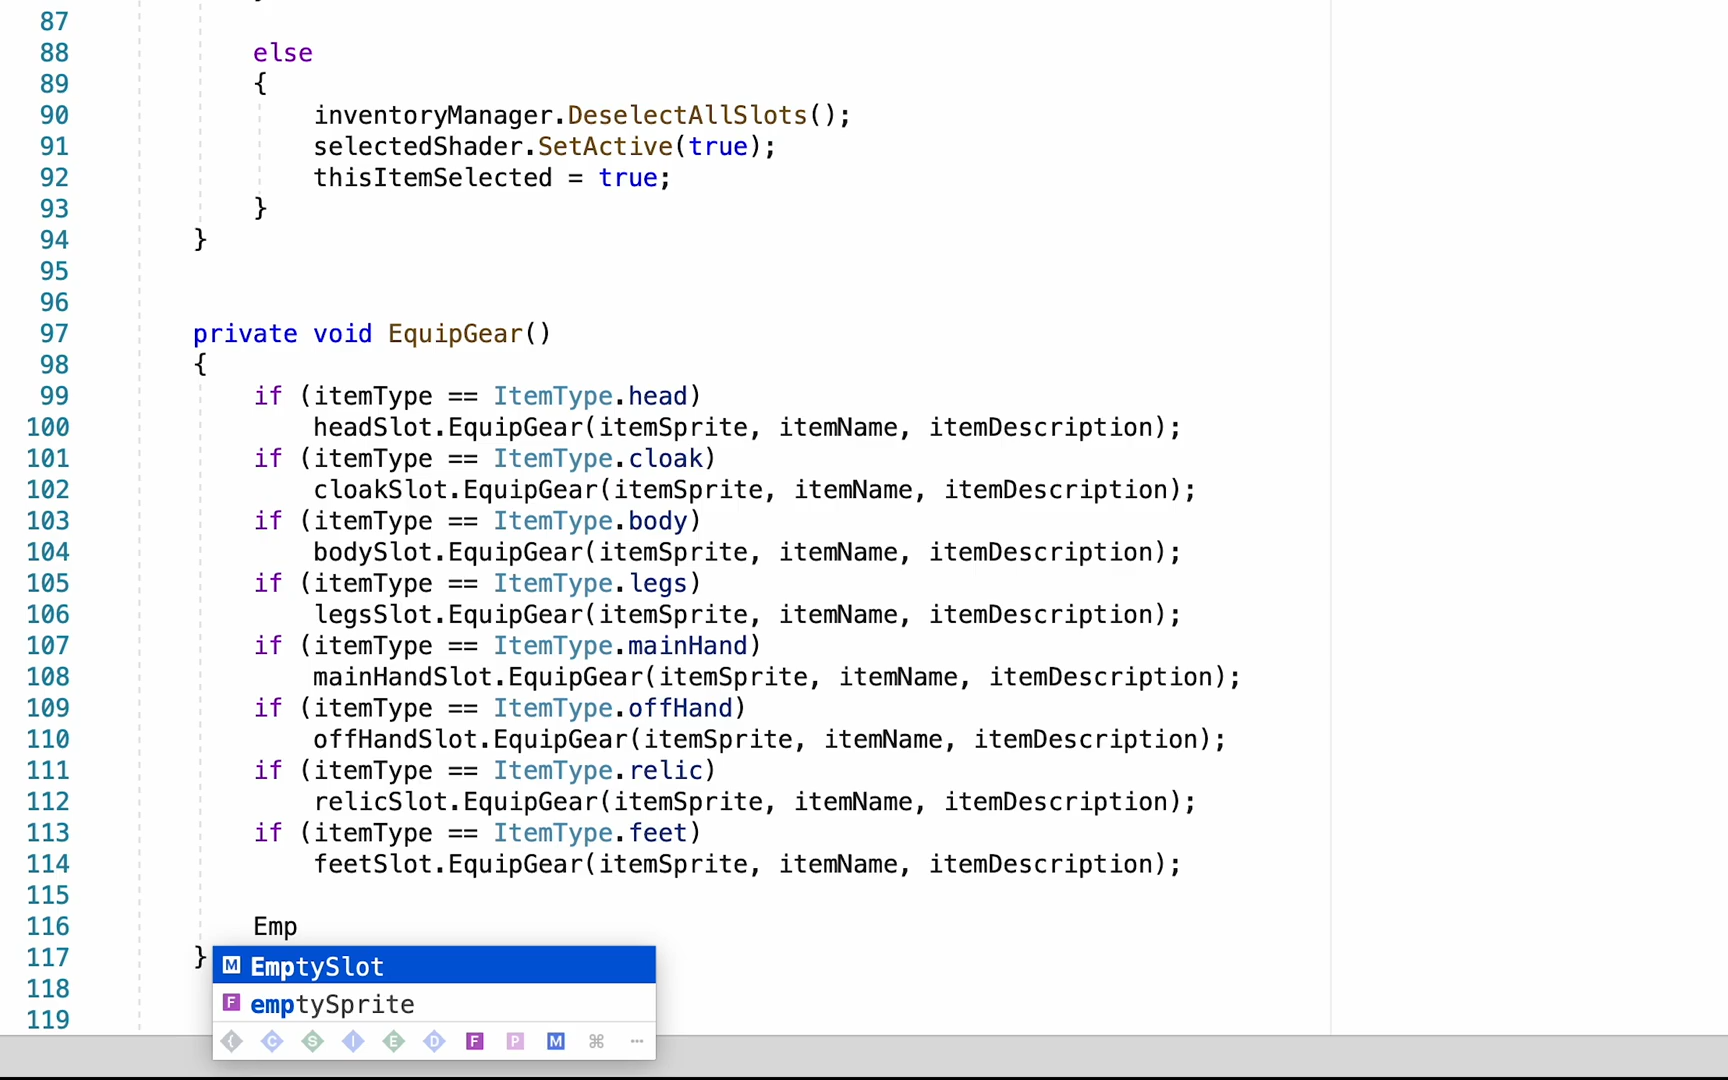 87
88 else
89 {
90 inventoryManager.DeselectAllSlots();
91 selectedShader.SetActive(true);
92 thisItemSelected = true;
93 }
94 }
95
96
97 private void EquipGear()
98 {
99 if (itemType == ItemType.head)
100 headSlot.EquipGear(itemSprite, itemName, itemDescription);
101 if (itemType == ItemType.cloak)
102 cloakSlot.EquipGear(itemSprite, itemName, itemDescription);
103 if (itemType == ItemType.body)
104 bodySlot.EquipGear(itemSprite, itemName, itemDescription);
105 if (itemType == ItemType.legs)
106 legsSlot.EquipGear(itemSprite, itemName, itemDescription);
107 if (itemType == ItemType.mainHand)
108 mainHandSlot.EquipGear(itemSprite, itemName, itemDescription);
109 if (itemType == ItemType.offHand)
110 offHandSlot.EquipGear(itemSprite, itemName, itemDescription);
111 if (itemType == ItemType.relic)
112 relicSlot.EquipGear(itemSprite, itemName, itemDescription);
113 if (itemType == ItemType.feet)
114 feetSlot.EquipGear(itemSprite, itemName, itemDescription);
115
116 Emp
117 }
M EmptySlot
118
F emptySprite
119
{ C S I E D F P M ⌘ ...